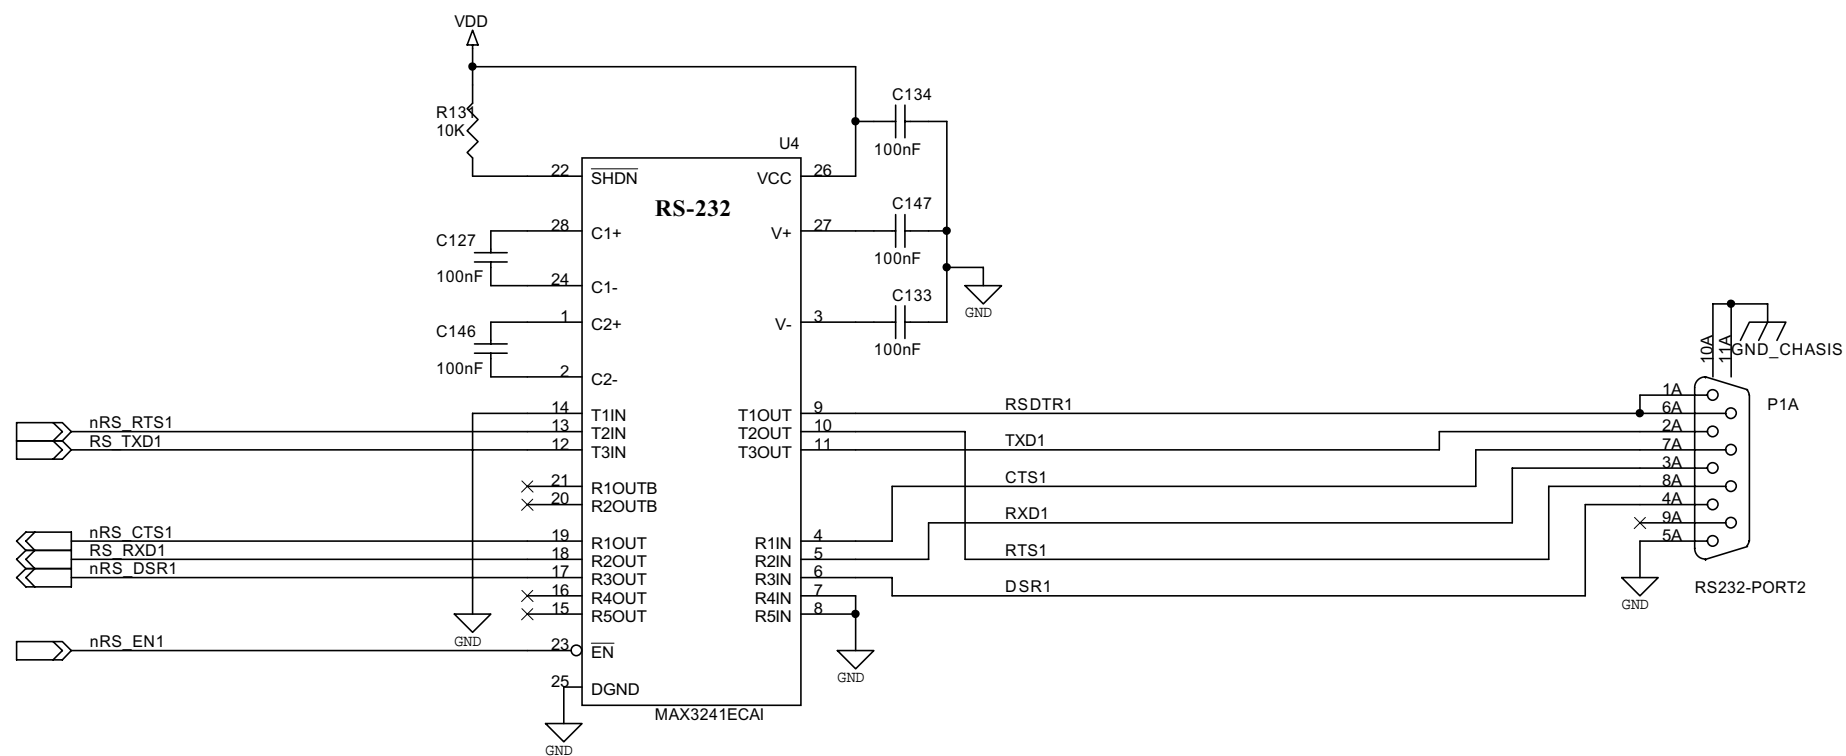 VDD
R131
10K
C134
100nF
U4
22
SHDN
VCC
26
RS-232
28
C1+
V+
27
C147
100nF
C127
100nF
24
C1-
1
C2+
V-
3
C133
100nF
GND
C146
100nF
2
C2-
10A
11A
GND_CHASIS
nRS_RTS1
RS_TXD1
14
T1IN
T1OUT
9
RSDTR1
13
T2IN
T2OUT
10
12
T3IN
T3OUT
11
TXD1
21
R1OUTB
CTS1
20
R2OUTB
RXD1
nRS_CTS1
19
R1OUT
R1IN
4
RS_RXD1
18
R2OUT
R2IN
5
RTS1
nRS_DSR1
17
R3OUT
R3IN
6
DSR1
16
R4OUT
R4IN
7
15
R5OUT
R5IN
8
GND
GND
nRS_EN1
23
EN
25
DGND
GND
MAX3241ECAI
1A
6A
2A
7A
3A
8A
4A
9A
5A
P1A
GND
RS232-PORT2